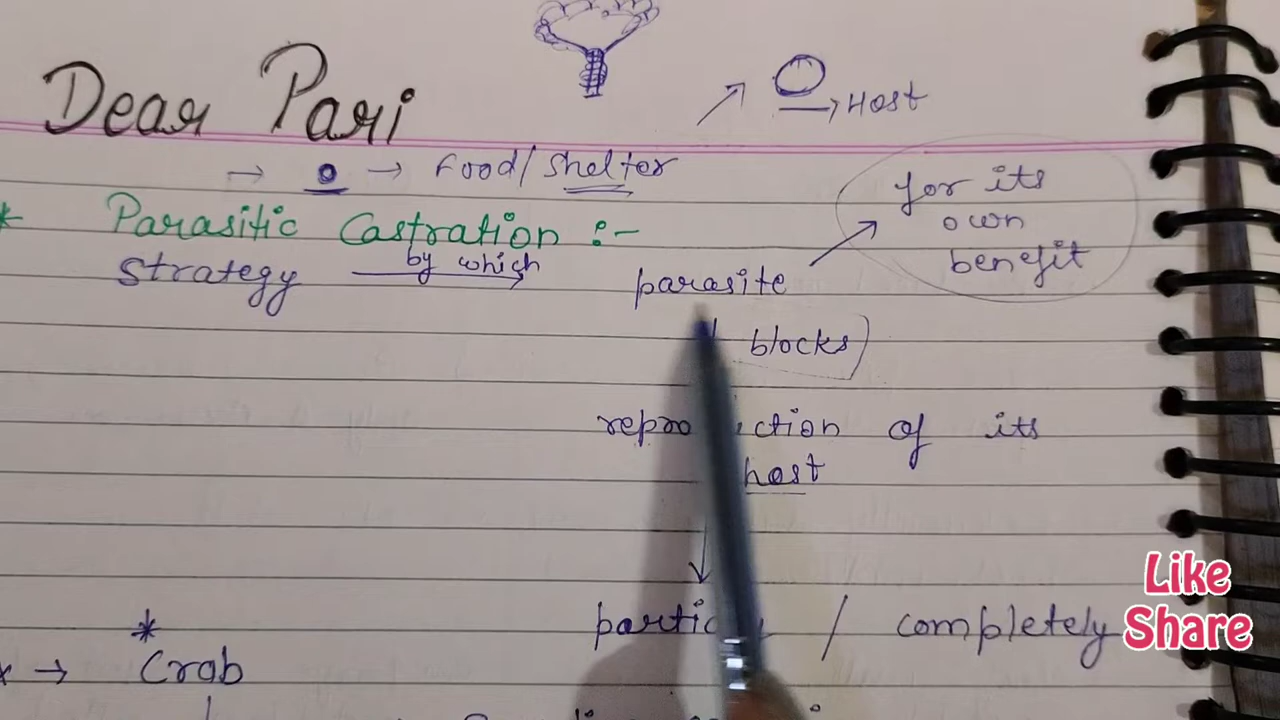 Dear Pari
→ Host
→ → Food/Shelter
* Parasitic Castration :-
strategy by which parasite
for its
own
benefit
blocks
reproduction of its
host
/ completely
* 
* → Crab
Like
Share